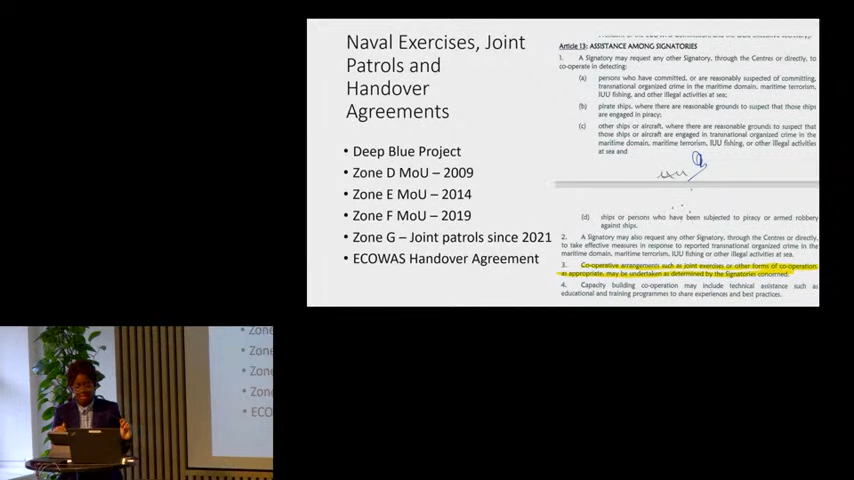 Naval Exercises, Joint
Patrols and
Handover
Agreements
• Deep Blue Project
• Zone D MoU – 2009
• Zone E MoU – 2014
• Zone F MoU – 2019
• Zone G – Joint patrols since 2021
• ECOWAS Handover Agreement
Article 13: ASSISTANCE AMONG SIGNATORIES
1. A Signatory may request any other Signatory, through the Centres or directly, to
co-operate in detecting:
(a) persons who have committed, or are reasonably suspected of committing,
transnational organized crime in the maritime domain, maritime terrorism,
IUU fishing, and other illegal activities at sea;
(b) pirate ships, where there are reasonable grounds to suspect that those ships
are engaged in piracy;
(c) other ships or aircraft, where there are reasonable grounds to suspect that
those ships or aircraft are engaged in transnational organized crime in the
maritime domain, maritime terrorism, IUU fishing, or other illegal activities
at sea and
(d) ships or persons who have been subjected to piracy or armed robbery
against ships.
2. A Signatory may also request any other Signatory, through the Centres or directly,
to take effective measures in response to reported transnational organized crime in the
maritime domain, maritime terrorism, IUU fishing or other illegal activities at sea.
3. Co-operative arrangements such as joint exercises or other forms of co-operation,
as appropriate, may be undertaken as determined by the Signatories concerned.
4. Capacity building co-operation may include technical assistance such as
educational and training programmes to share experiences and best practices.
• Zone
• Zone
• Zone
• Zone
• ECO